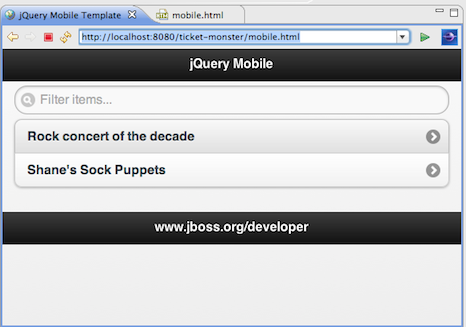 jQuery Mobile Template mobile.html
http://localhost:8080/ticket-monster/mobile.html
jQuery Mobile
Filter items...
Rock concert of the decade
Shane's Sock Puppets
www.jboss.org/developer